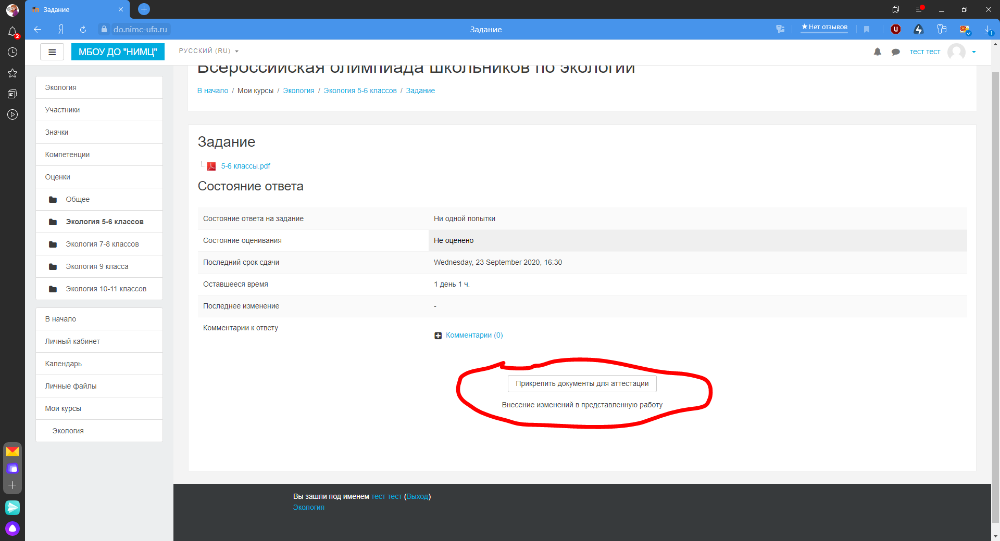 Задание
2
do.nimc-ufa.ru
Задание
★Нет отзывов
1
МБОУ ДО "НИМЦ"
РУССКИЙ (RU)
тест тест
Всероссийская олимпиада школьников по экологии
В начало / Мои курсы / Экология / Экология 5-6 классов / Задание
Экология
Участники
Значки
Компетенции
Оценки
Общее
Экология 5-6 классов
Экология 7-8 классов
Экология 9 класса
Экология 10-11 классов
В начало
Личный кабинет
Календарь
Личные файлы
Мои курсы
Экология
Задание
5-6 классы.pdf
Состояние ответа
Состояние ответа на задание Ни одной попытки
Состояние оценивания Не оценено
Последний срок сдачи Wednesday, 23 September 2020, 16:30
Оставшееся время 1 день 1 ч.
Последнее изменение -
Комментарии к ответу
Комментарии (0)
Прикрепить документы для аттестации
Внесение изменений в представленную работу
Вы зашли под именем тест тест (Выход)
Экология